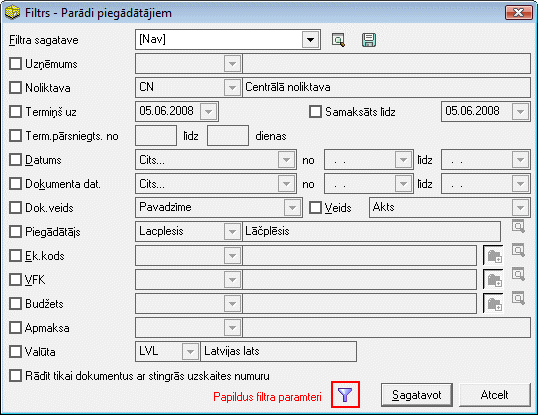 Filtrs - Parādi piegādātājiem
Filtra sagatave [Nav]
Uzņēmums
Noliktava CN Centrālā noliktava
Termiņš uz 05.06.2008 Samaksāts līdz 05.06.2008
Term.pārsniegts. no līdz dienas
Datums Cits... no . . līdz . .
Dokumenta dat. Cits... no . . līdz . .
Dok.veids Pavadzīme Veids Akts
Piegādātājs Lacplesis Lāčplēsis
Ek.kods
VFK
Budžets
Apmaksa
Valūta LVL Latvijas lats
Rādīt tikai dokumentus ar stingrās uzskaites numuru
Papildus filtra paramteri Sagatavot Atcelt